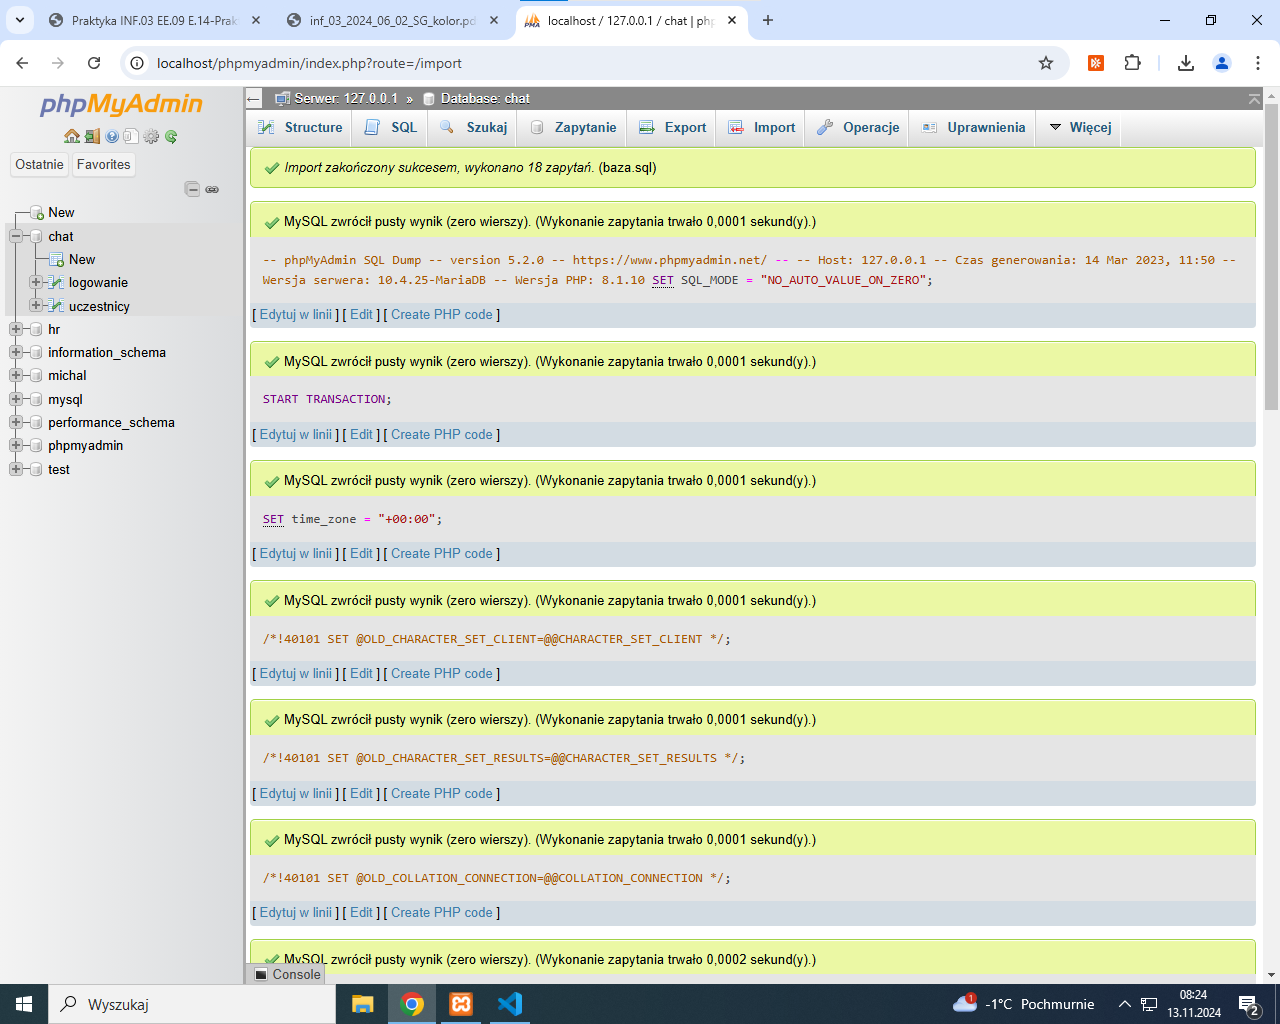 Praktyka INF.03 EE.09 E.14-Prak
inf_03_2024_06_02_SG_kolor.pd
localhost / 127.0.0.1 / chat | php
localhost/phpmyadmin/index.php?route=/import
phpMyAdmin
Ostatnie
Favorites
New
chat
New
logowanie
uczestnicy
hr
information_schema
michal
mysql
performance_schema
phpmyadmin
test
Serwer: 127.0.0.1 » Database: chat
Structure
SQL
Szukaj
Zapytanie
Export
Import
Operacje
Uprawnienia
Więcej
Import zakończony sukcesem, wykonano 18 zapytań. (baza.sql)
MySQL zwrócił pusty wynik (zero wierszy). (Wykonanie zapytania trwało 0,0001 sekund(y).)
-- phpMyAdmin SQL Dump -- version 5.2.0 -- https://www.phpmyadmin.net/ -- -- Host: 127.0.0.1 -- Czas generowania: 14 Mar 2023, 11:50 --
Wersja serwera: 10.4.25-MariaDB -- Wersja PHP: 8.1.10 SET SQL_MODE = "NO_AUTO_VALUE_ON_ZERO";
[ Edytuj w linii ] [ Edit ] [ Create PHP code ]
MySQL zwrócił pusty wynik (zero wierszy). (Wykonanie zapytania trwało 0,0001 sekund(y).)
START TRANSACTION;
[ Edytuj w linii ] [ Edit ] [ Create PHP code ]
MySQL zwrócił pusty wynik (zero wierszy). (Wykonanie zapytania trwało 0,0001 sekund(y).)
SET time_zone = "+00:00";
[ Edytuj w linii ] [ Edit ] [ Create PHP code ]
MySQL zwrócił pusty wynik (zero wierszy). (Wykonanie zapytania trwało 0,0001 sekund(y).)
/*!40101 SET @OLD_CHARACTER_SET_CLIENT=@@CHARACTER_SET_CLIENT */;
[ Edytuj w linii ] [ Edit ] [ Create PHP code ]
MySQL zwrócił pusty wynik (zero wierszy). (Wykonanie zapytania trwało 0,0001 sekund(y).)
/*!40101 SET @OLD_CHARACTER_SET_RESULTS=@@CHARACTER_SET_RESULTS */;
[ Edytuj w linii ] [ Edit ] [ Create PHP code ]
MySQL zwrócił pusty wynik (zero wierszy). (Wykonanie zapytania trwało 0,0001 sekund(y).)
/*!40101 SET @OLD_COLLATION_CONNECTION=@@COLLATION_CONNECTION */;
[ Edytuj w linii ] [ Edit ] [ Create PHP code ]
MySQL zwrócił pusty wynik (zero wierszy). (Wykonanie zapytania trwało 0,0002 sekund(y).)
Console
Wyszukaj
1
-1°C Pochmurnie
08:24
13.11.2024
2